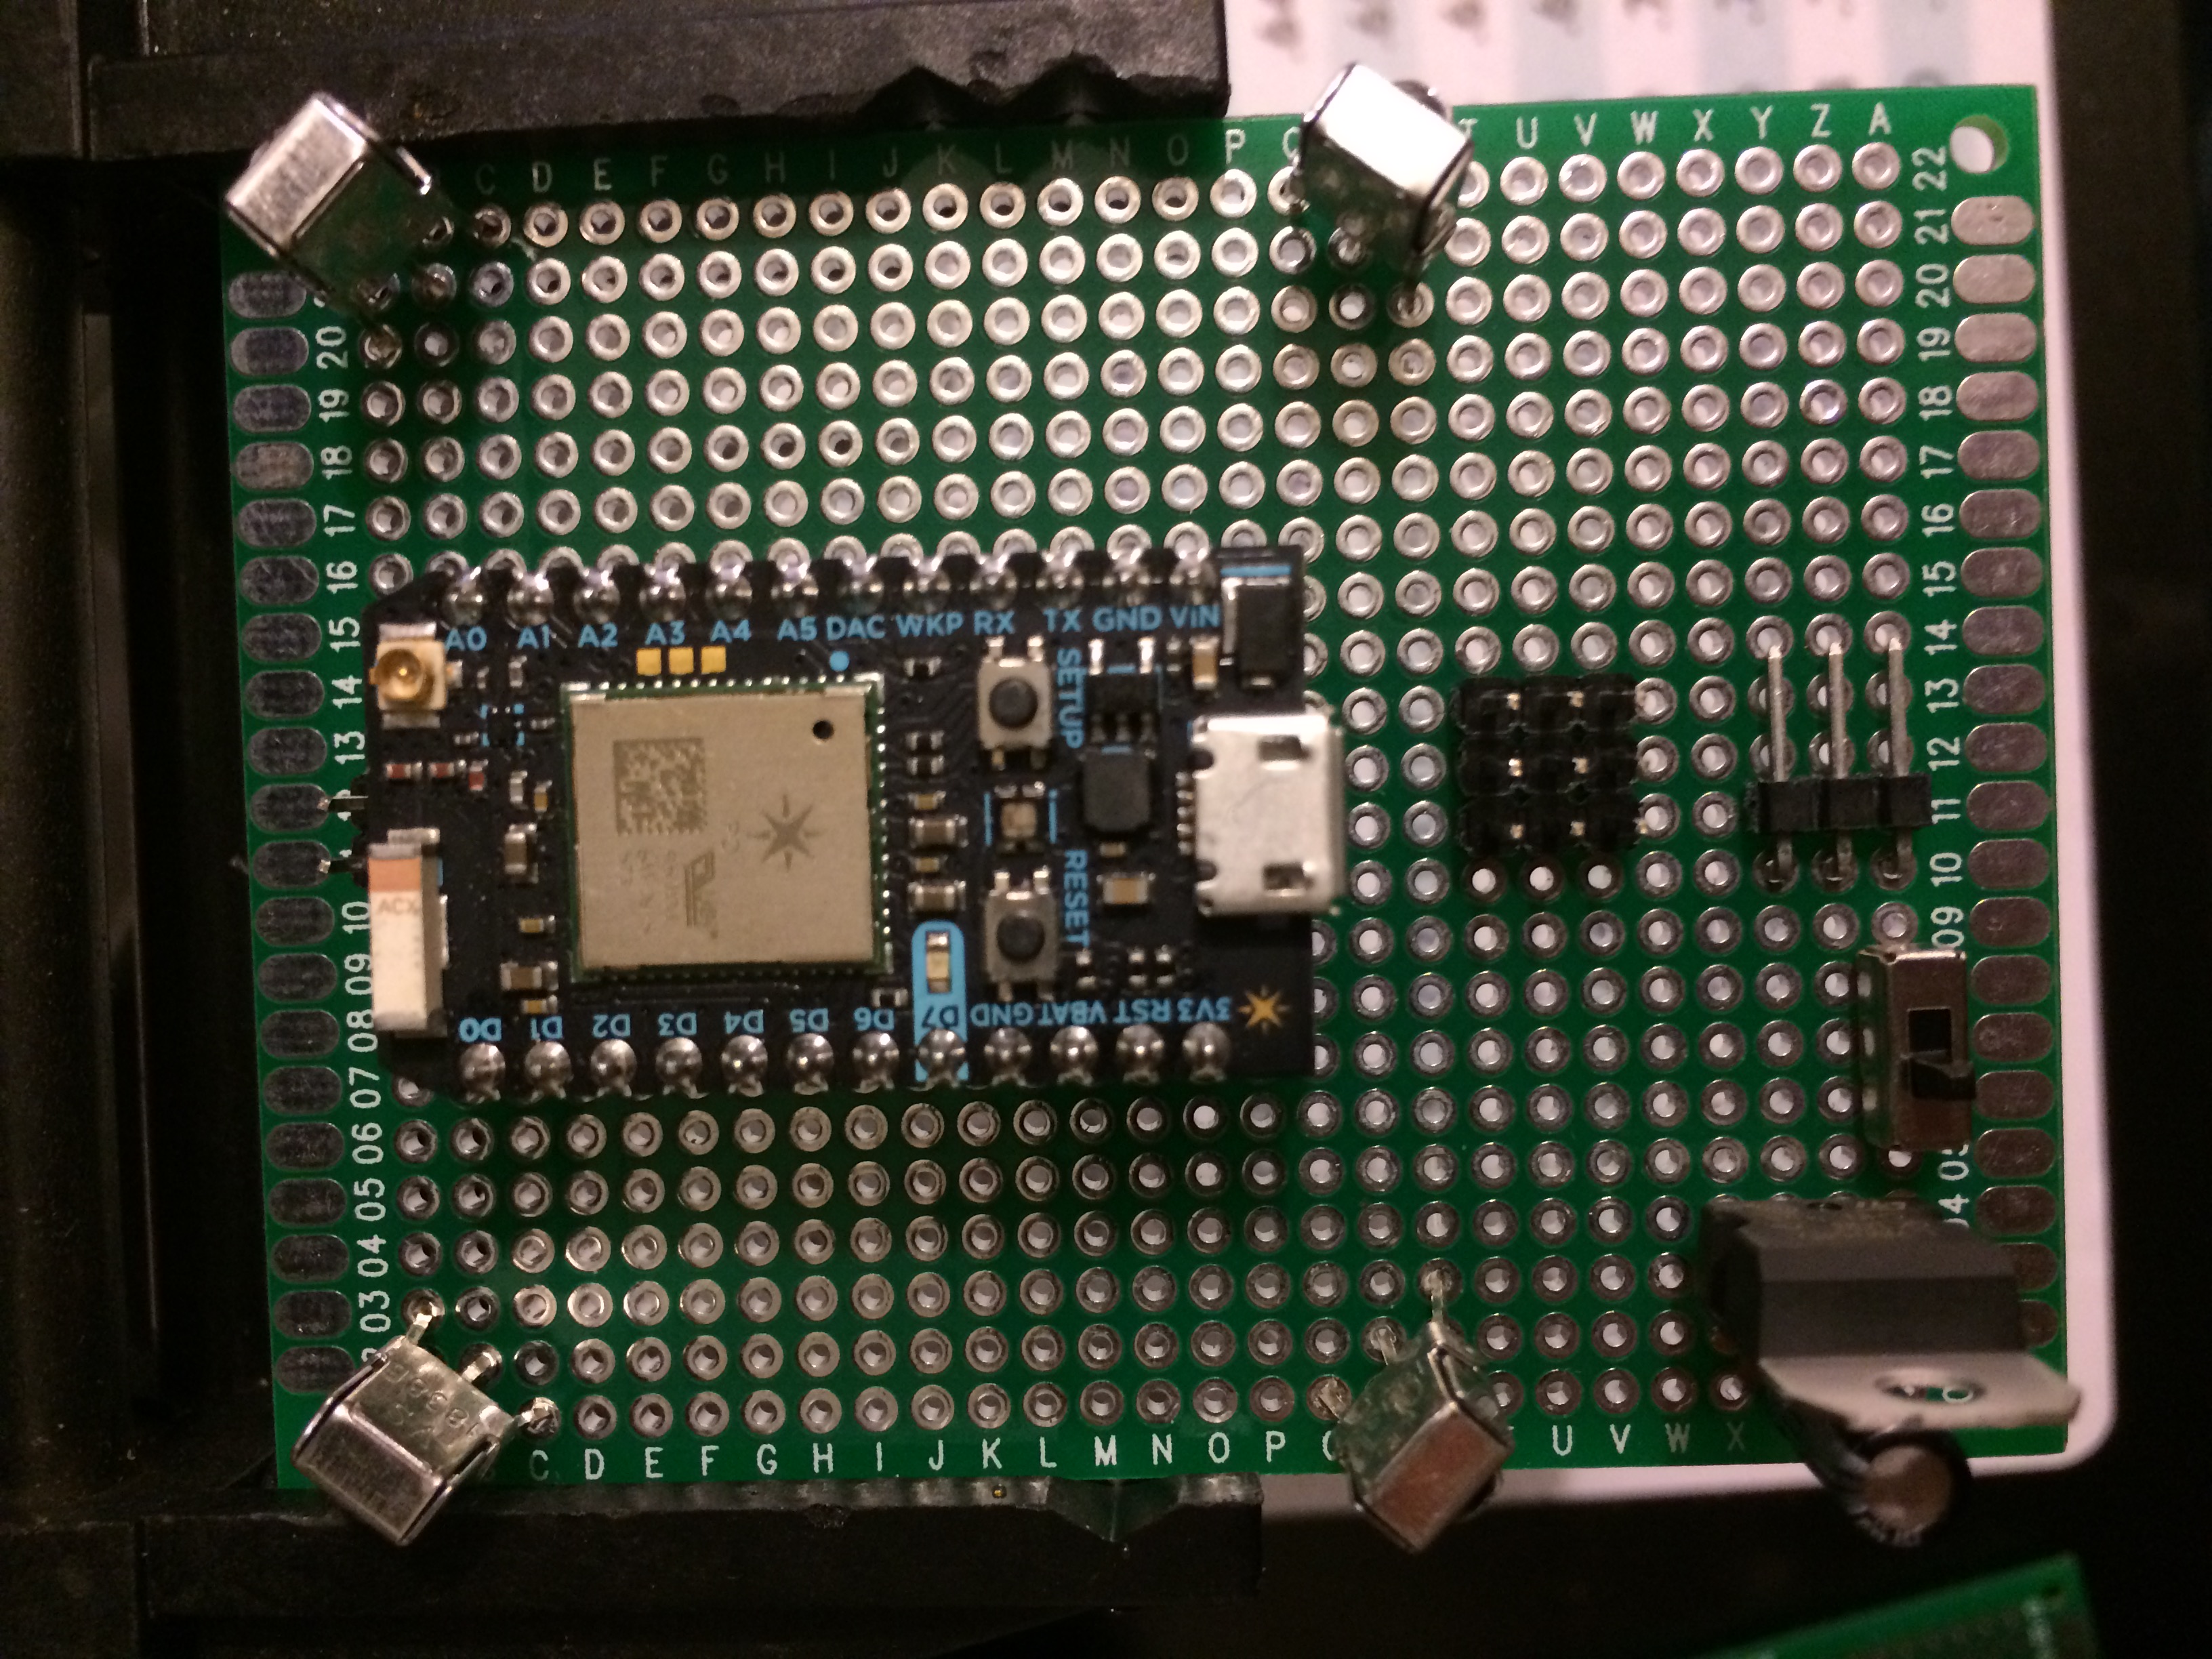 03 04 05 06 07 08 09 10 13 14 15 16 17 18 19 20
D0
D1
D2
D3
D4
D5
D6
D7
GND
VBAT
RST
3V3
A0
A1
A2
A3
A4
A5
DAC
WKP
RX
TX
GND
VIN
RESET
SETUP
C
D
E
F
G
H
I
J
K
L
M
N
O
P
U
V
W
X
C
D
E
F
G
H
I
J
K
L
M
N
O
P
T
U
V
W
X
Y
Z
A
09 10 11 12 13 14 15 16 17 18 19 20 21 22